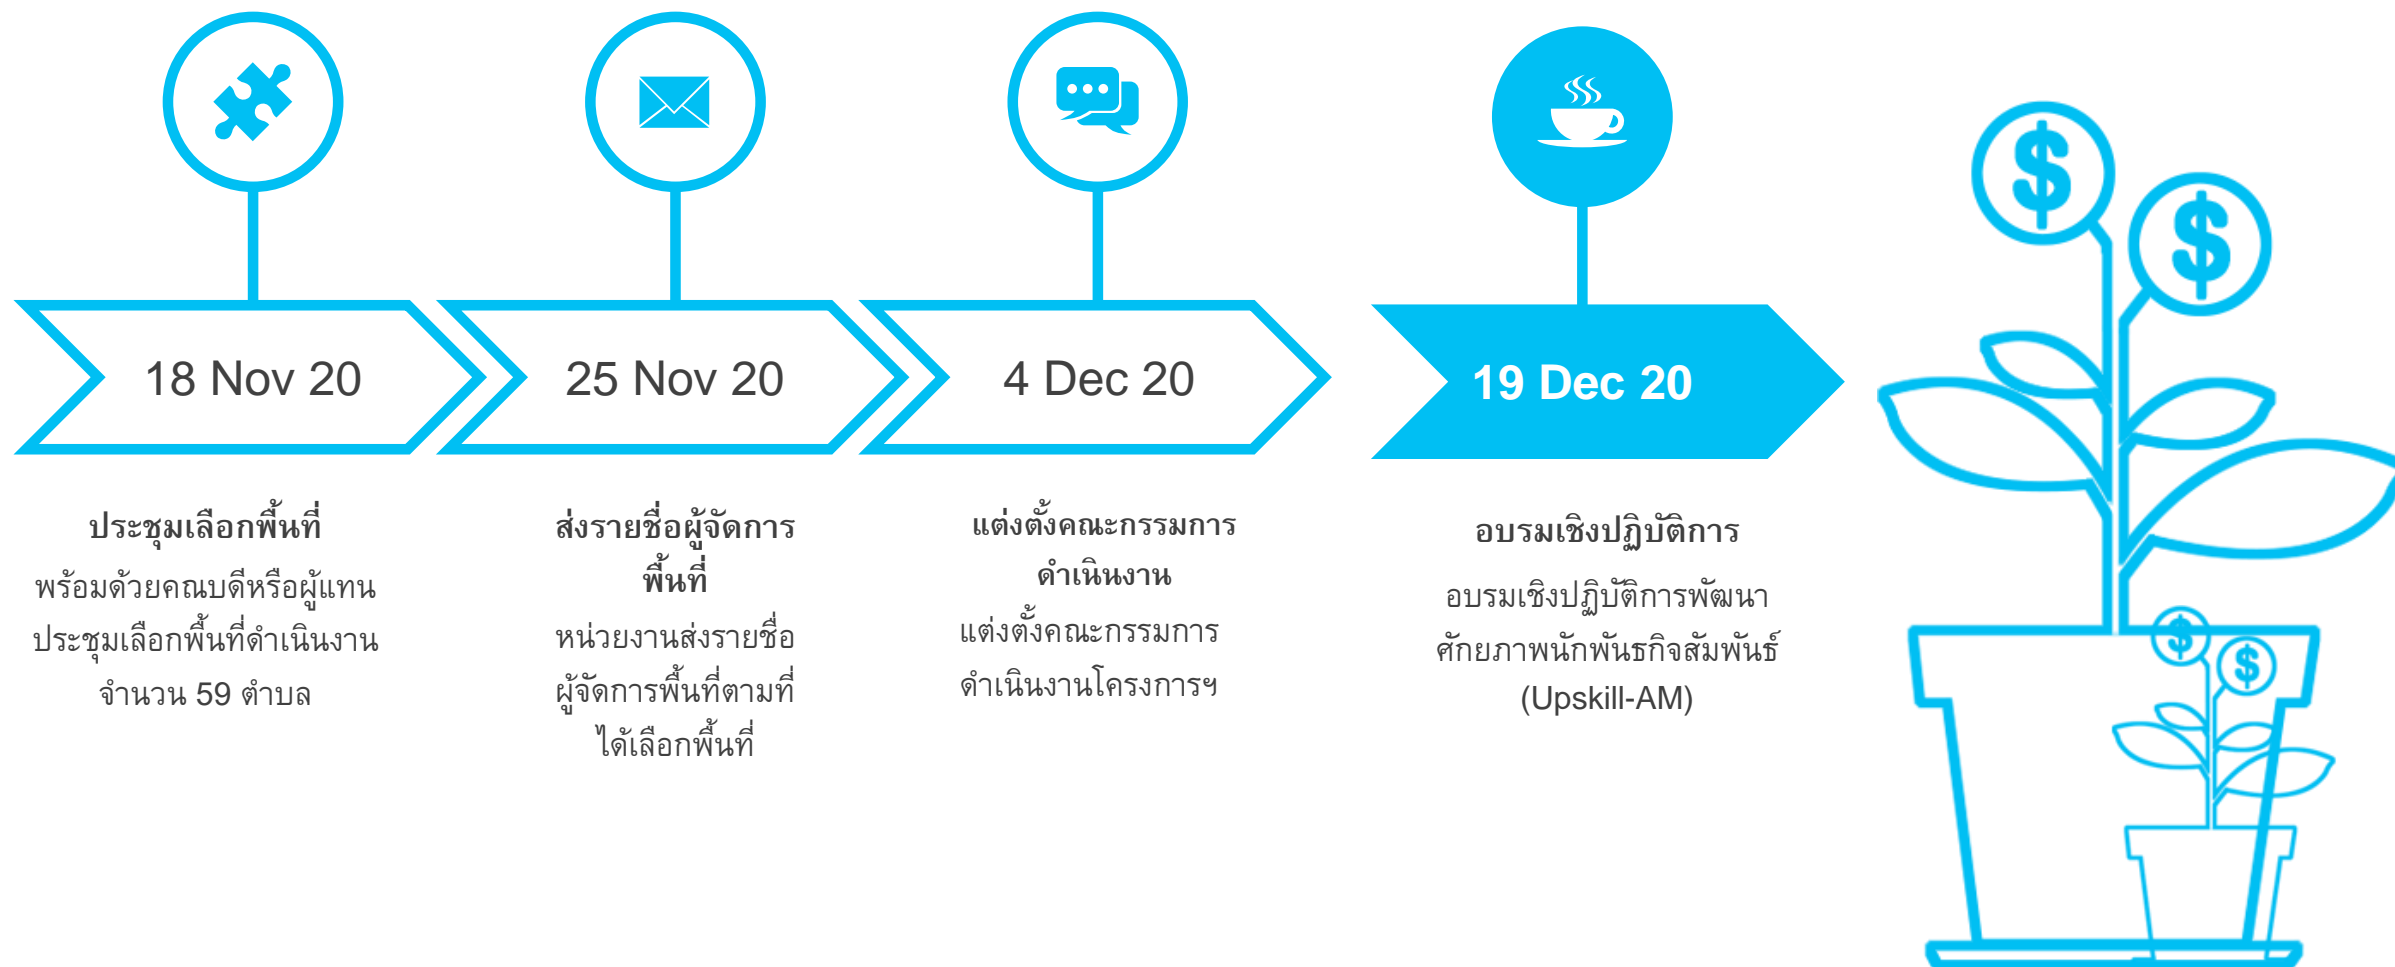 18 Nov 20
25 Nov 20
4 Dec 20
19 Dec 20
ประชุมเลือกพื้นที่
พร้อมด้วยคณบดีหรือผู้แทน
ประชุมเลือกพื้นที่ดำเนินงาน
จำนวน 59 ตำบล
ส่งรายชื่อผู้จัดการ
พื้นที่
หน่วยงานส่งรายชื่อ
ผู้จัดการพื้นที่ตามที่
ได้เลือกพื้นที่
แต่งตั้งคณะกรรมการ
ดำเนินงาน
แต่งตั้งคณะกรรมการ
ดำเนินงานโครงการฯ
อบรมเชิงปฏิบัติการ
อบรมเชิงปฏิบัติการพัฒนา
ศักยภาพนักพันธกิจสัมพันธ์
(Upskill-AM)
$
$
$
$